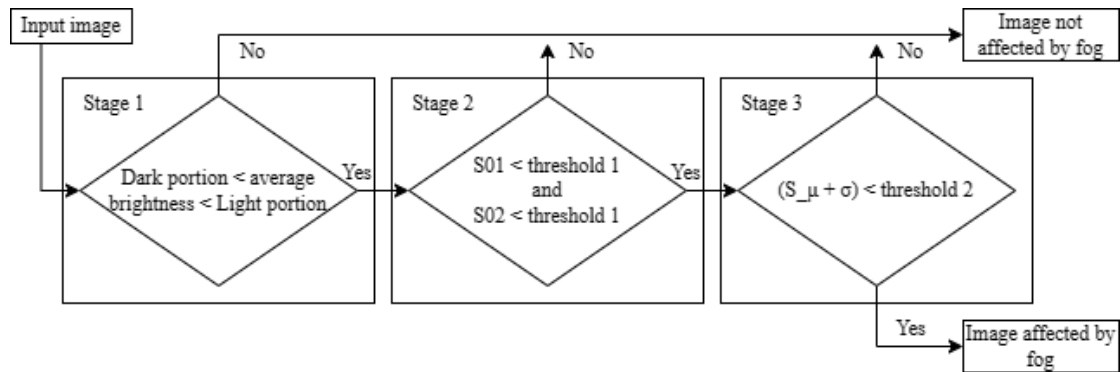 Input image
Image not
affected by fog
No
No
No
Stage 1
Stage 2
Stage 3
Dark portion < average
brightness < Light portion
Yes
S01 < threshold 1
and
S02 < threshold 1
Yes
(S_μ + σ) < threshold 2
Yes
Image affected by
fog